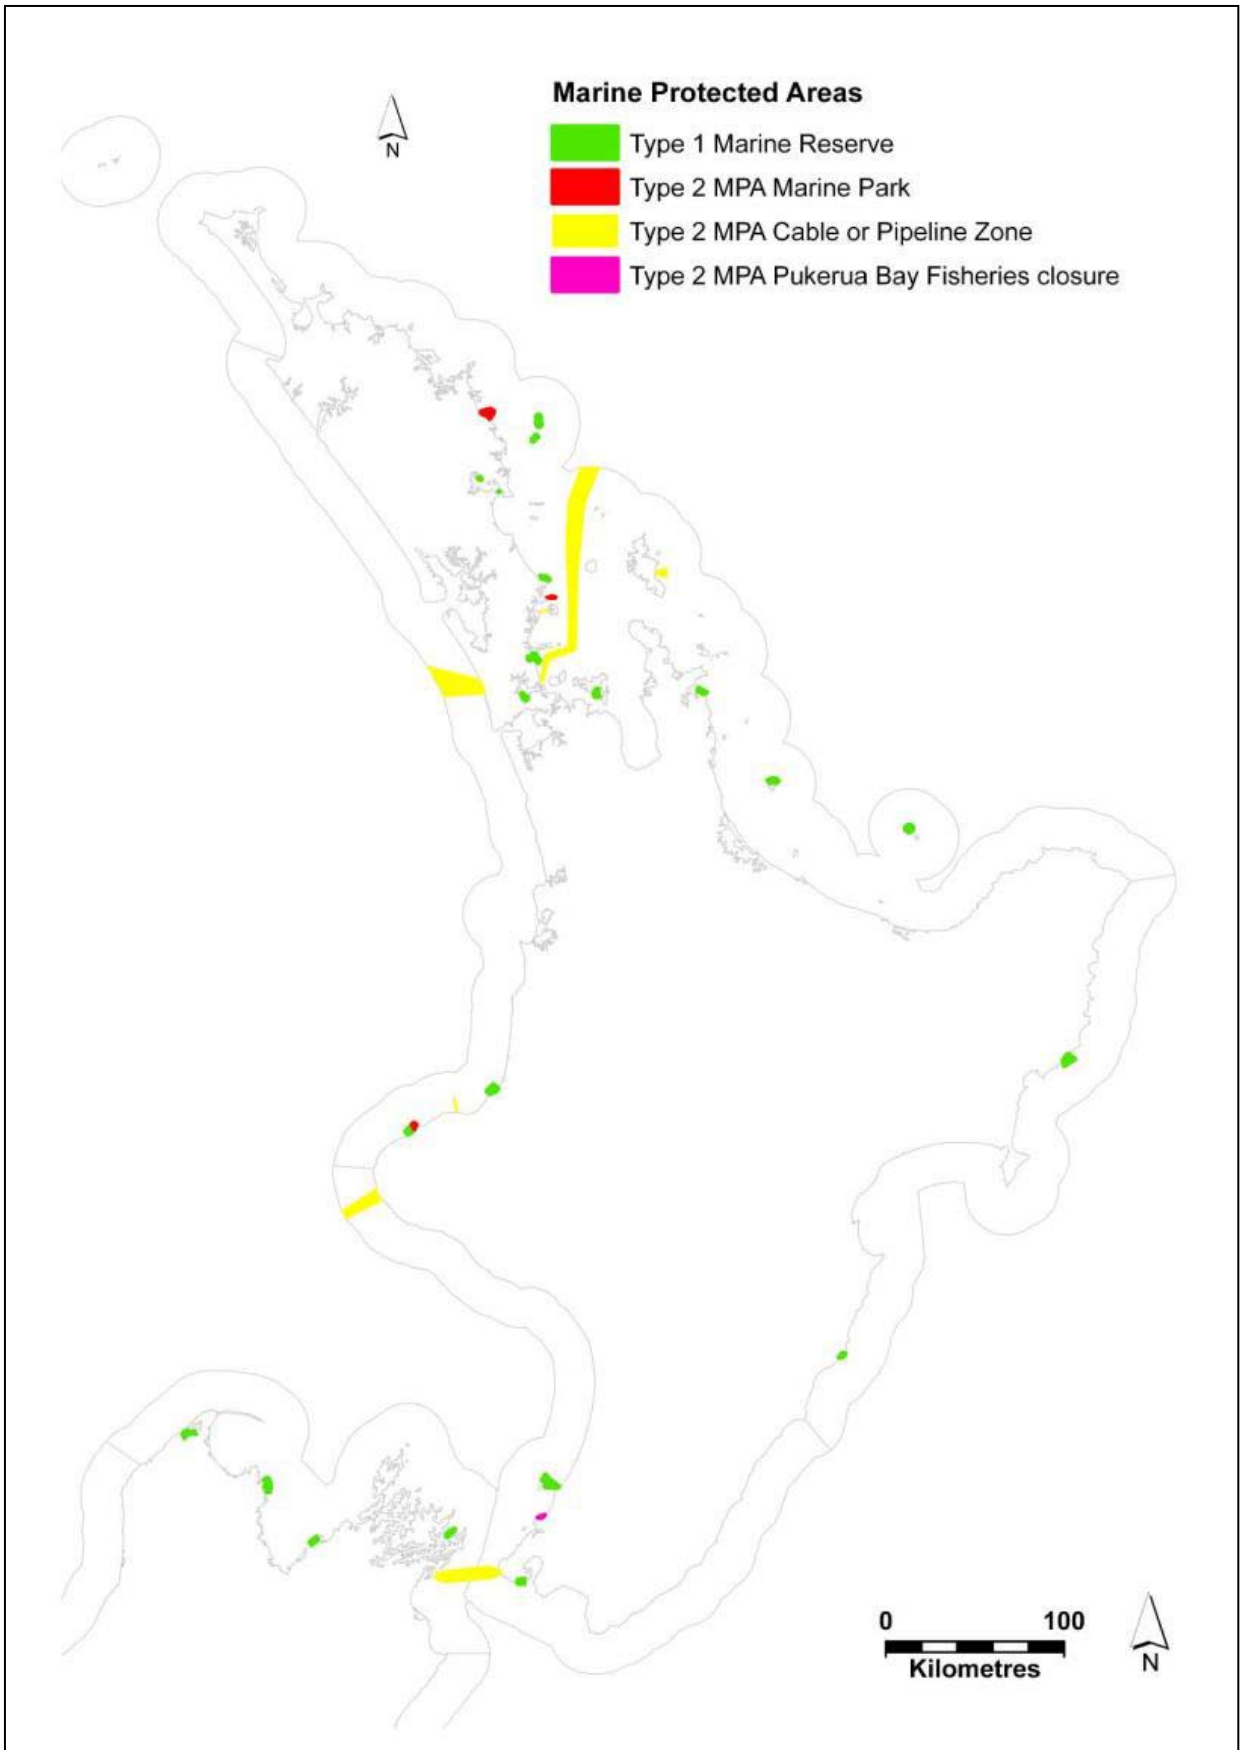 Marine Protected Areas
N
Type 1 Marine Reserve
Type 2 MPA Marine Park
Type 2 MPA Cable or Pipeline Zone
Type 2 MPA Pukerua Bay Fisheries closure
0 100
Kilometres
N